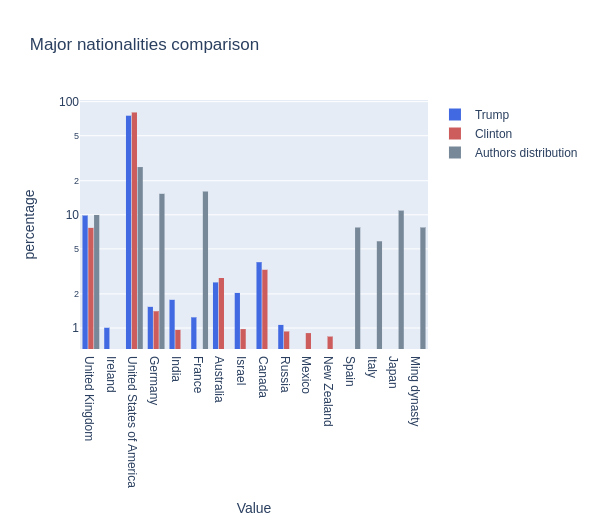 Major nationalities comparison
Trump
Clinton
Authors distribution
percentage
100
5
2
10
5
2
1
United Kingdom
Ireland
United States of America
Germany
India
France
Australia
Israel
Canada
Russia
Mexico
New Zealand
Spain
Italy
Japan
Ming dynasty
Value